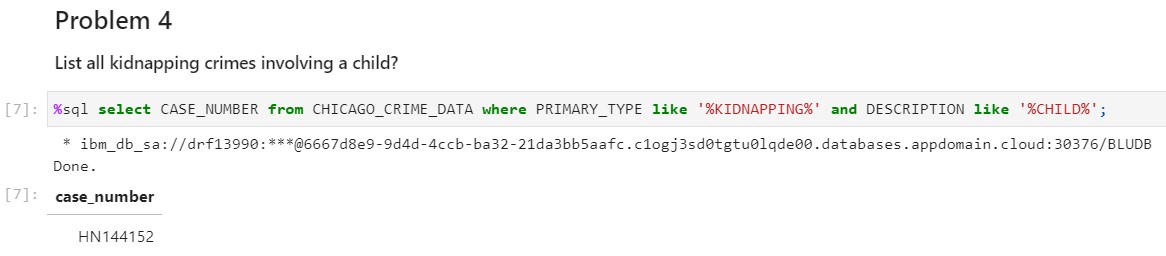 Problem 4
List all kidnapping crimes involving a child?
[7]: %sql select CASE_NUMBER from CHICAGO_CRIME_DATA where PRIMARY_TYPE like '%KIDNAPPING%' and DESCRIPTION like '%CHILD%';
* ibm_db_sa://drf13990:***@6667d8e9-9d4d-4ccb-ba32-21da3bb5aafc.c1ogj3sd0tgtu0lqde00.databases.appdomain.cloud:30376/BLUDB
Done.
[7]: case_number
HN144152